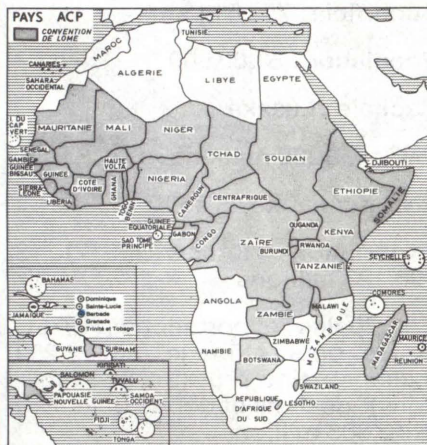 PAYS ACP
CONVENTION
DE LOME
MAROC
TUNISIE
CANARIES
SAHARA
OCCIDENTAL
ALGERIE
LIBYE
EGYPTE
I DU
CAP
VERT
MAURITANIE
MALI
NIGER
TCHAD
SOUDAN
DJIBOUTI
SENEGAL
GAMBIE
GUINEE
BISSAU
GUINEE
SIERRA
LEONE
LIBERIA
COTE
D'IVOIRE
HAUTE
VOLTA
GHANA
TOGO
BENIN
NIGERIA
CAMEROUN
CENTRAFRIQUE
ETHIOPIE
SOMALIE
GUINEE
EQUATORIALE
SAO TOME
PRINCIPE
GABON
CONGO
ZAÏRE
OUGANDA
KENYA
RWANDA
BURUNDI
TANZANIE
SEYCHELLES
COMORES
ANGOLA
ZAMBIE
MALAWI
MOZAMBIQUE
ZIMBABWE
MADAGASCAR
MAURICE
REUNION
NAMIBIE
BOTSWANA
SWAZILAND
LESOTHO
REPUBLIQUE
D'AFRIQUE
DU SUD
BAHAMAS
JAMAÏQUE
Dominique
Sainte-Lucie
Barbade
Grenade
Trinité et Tobago
GUYANE
SURINAM
KIRIBATI
SALOMON
TUVALU
PAPOUASIE
NOUVELLE GUINEE
SAMOA
OCCIDENT
FIDJI
TONGA